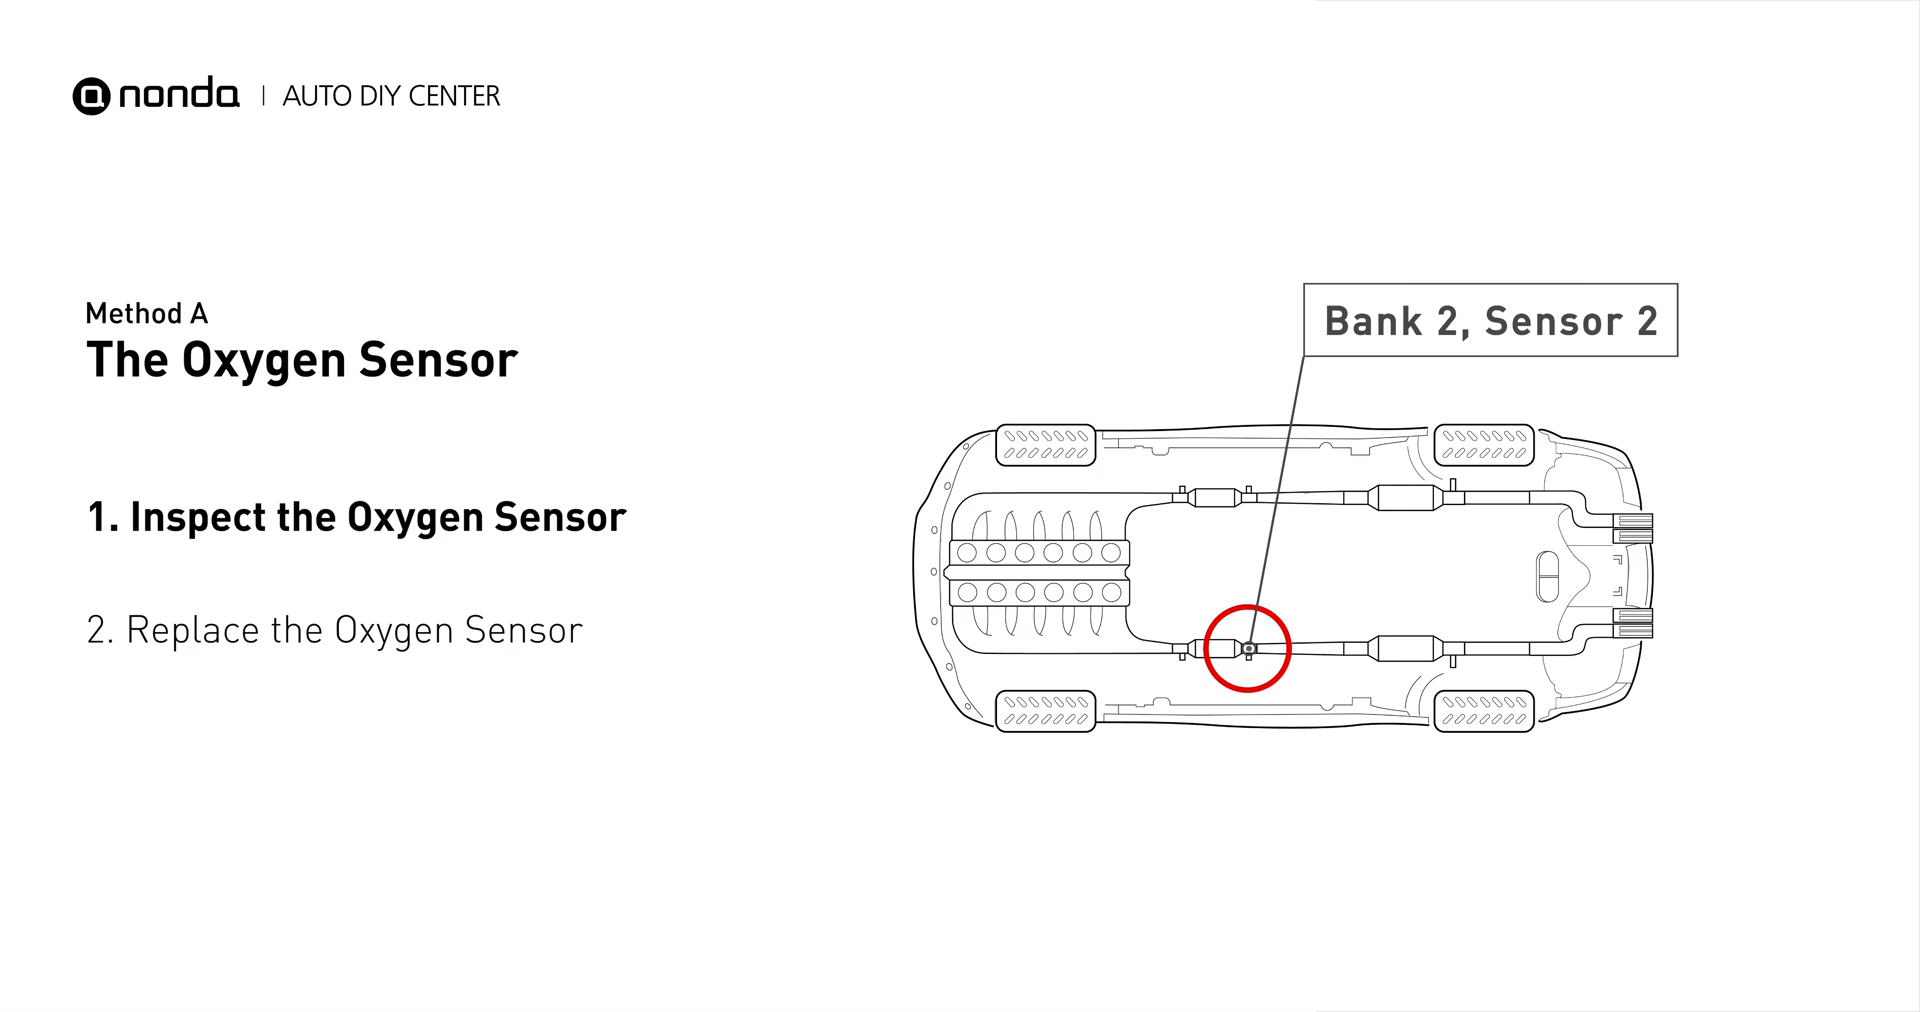 nonda | AUTO DIY CENTER
Method A
The Oxygen Sensor
1. Inspect the Oxygen Sensor
2. Replace the Oxygen Sensor
Bank 2, Sensor 2